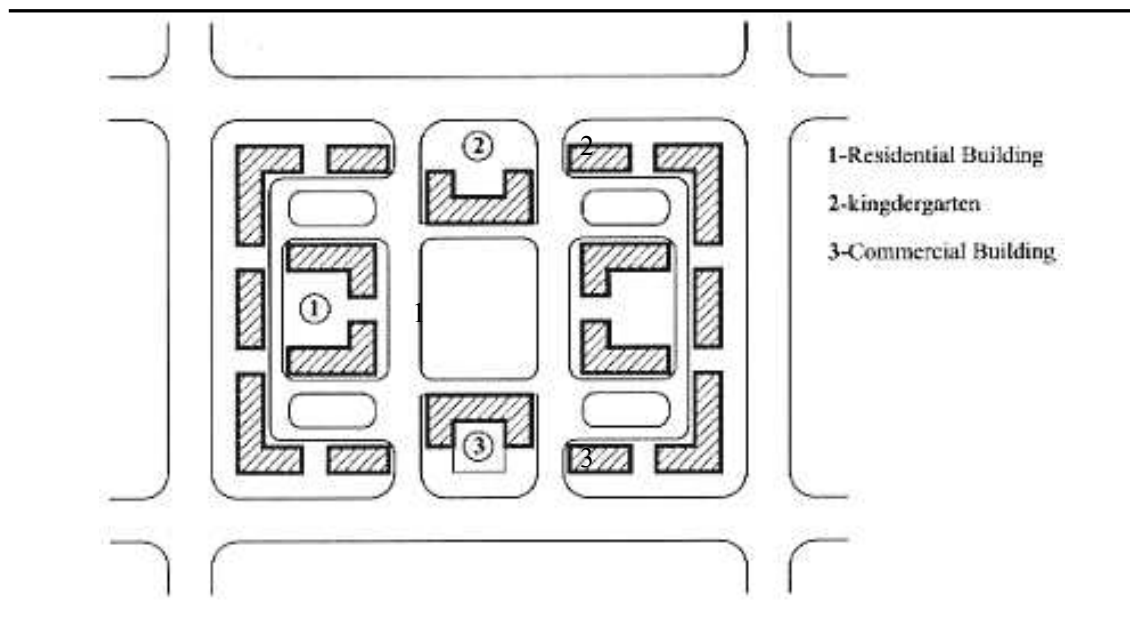 ② 2
1-Residential Building
2-kingdergarten
3-Commercial Building
① 1
③ 3